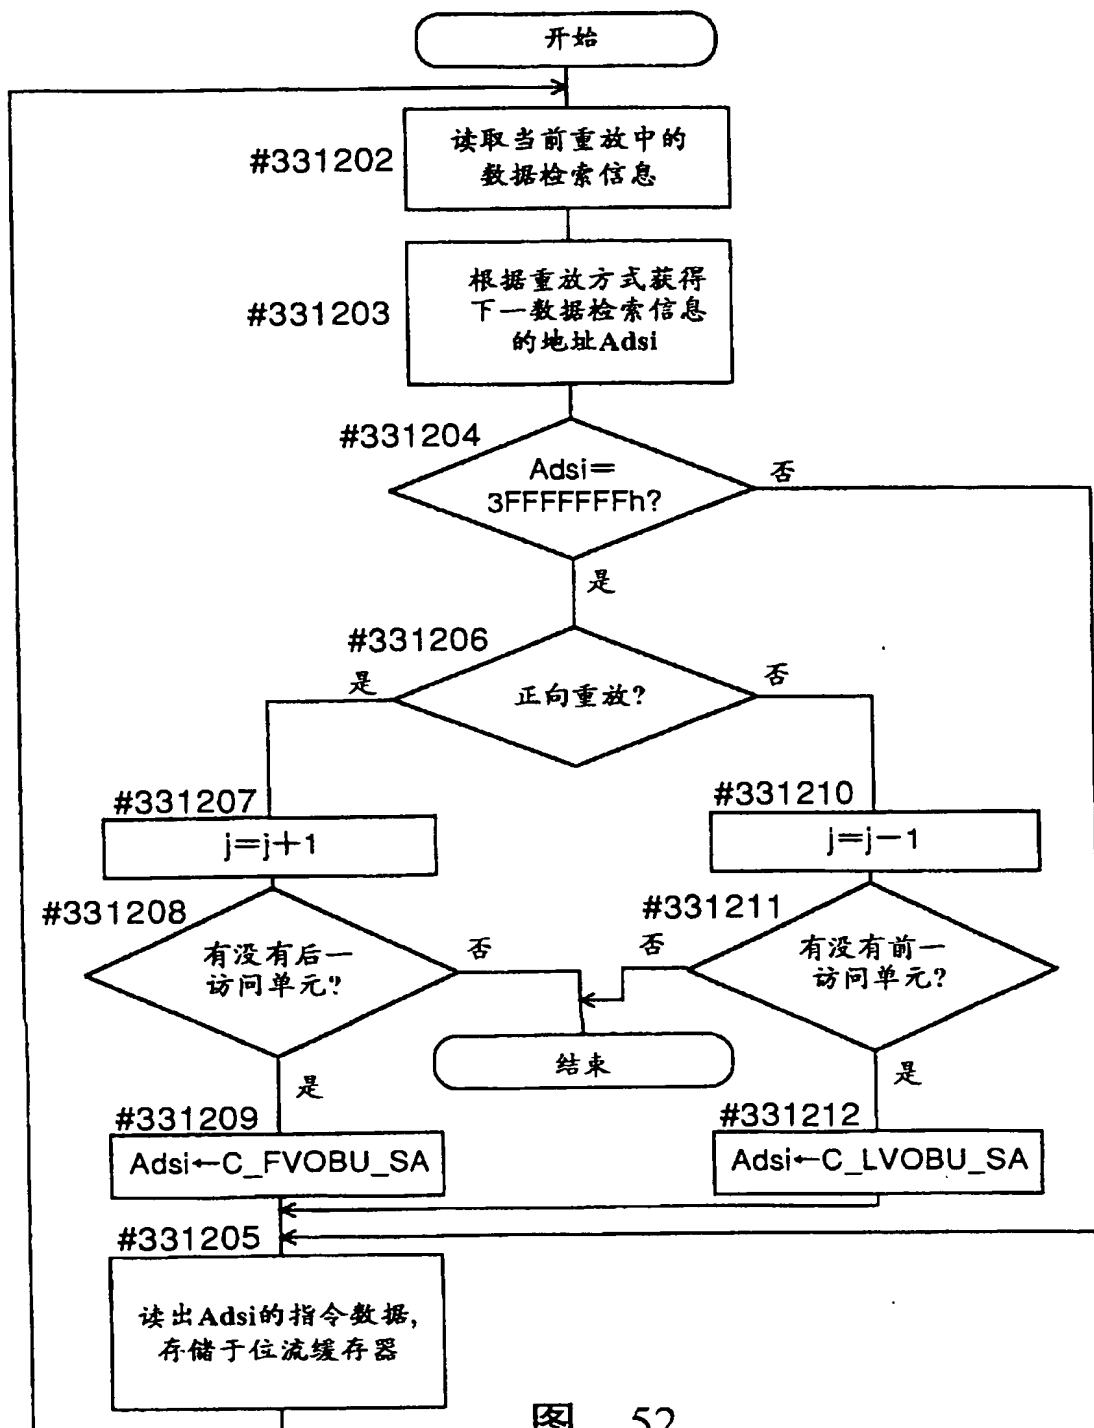 开始
#331202
读取当前重放中的
数据检索信息
#331203
根据重放方式获得
下一数据检索信息
的地址Adsi
#331204
Adsi=
3FFFFFFFh?
否
是
#331206
正向重放?
是
否
#331207
j=j+1
#331210
j=j-1
#331208
有没有后一
访问单元?
否
#331211
有没有前一
访问单元?
否
结束
是
是
#331209
Adsi←C_FVOBU_SA
#331212
Adsi←C_LVOBU_SA
#331205
读出Adsi的指令数据,
存储于位流缓存器
图 52